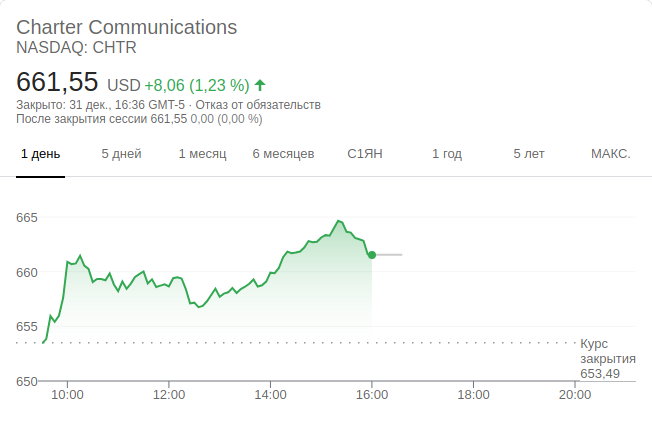 Charter Communications
NASDAQ: CHTR
661,55 USD +8,06 (1,23 %)
Закрыто: 31 дек., 16:36 GMT-5 · Отказ от обязательств
После закрытия сессии 661,55 0,00 (0,00 %)
1 день 5 дней 1 месяц 6 месяцев С1ЯН 1 год 5 лет МАКС.
665
660
655
Курс
закрытия
653,49
650
10:00 12:00 14:00 16:00 18:00 20:00